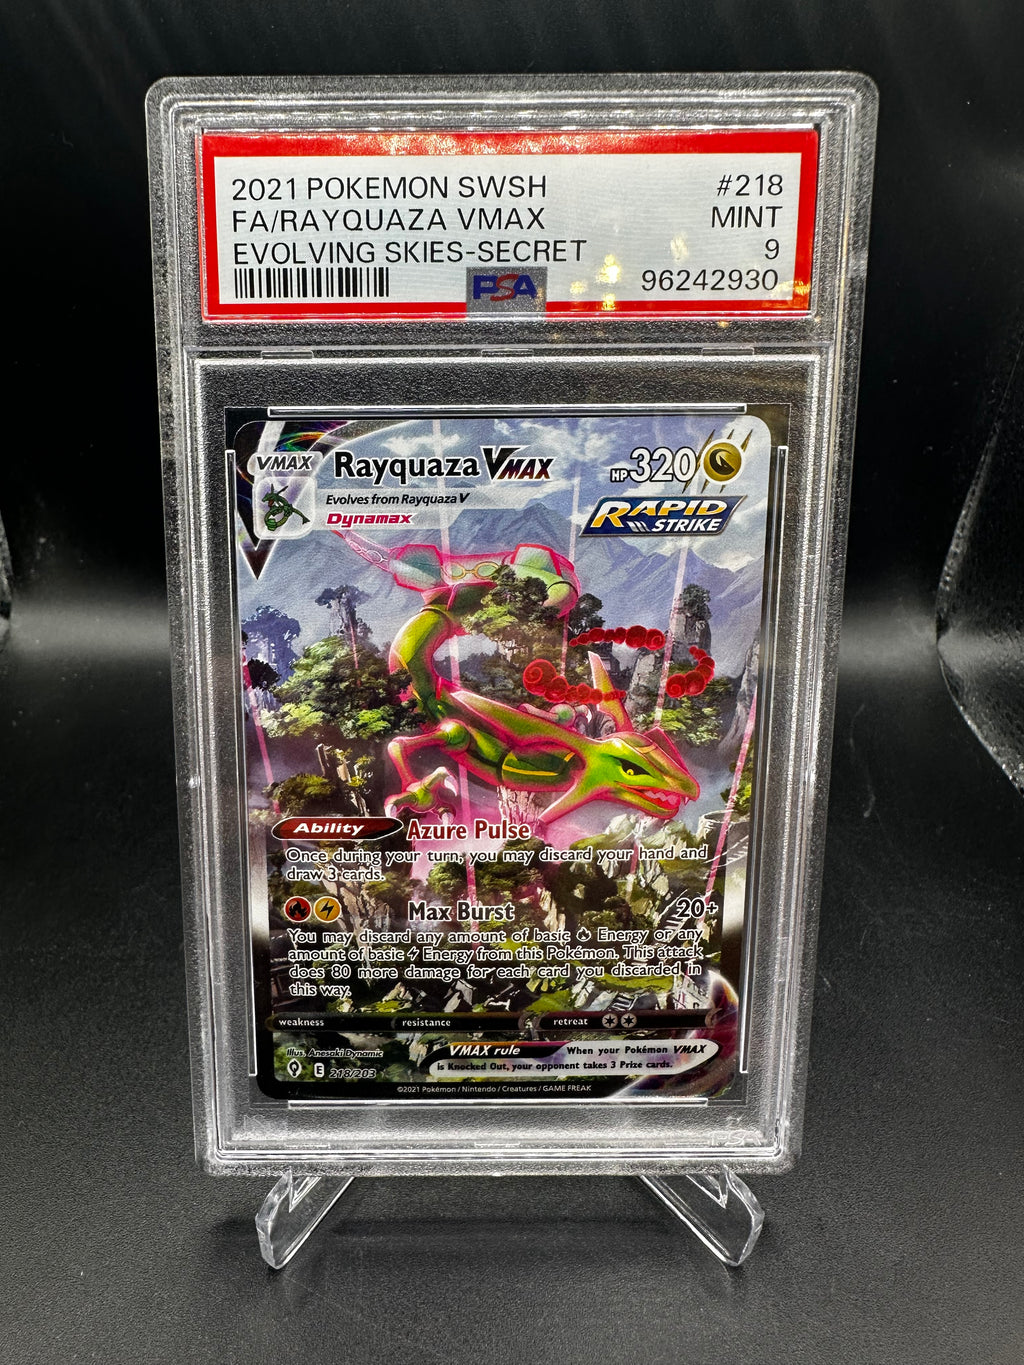 2021 POKEMON SWSH #218
FA/RAYQUAZA VMAX MINT
EVOLVING SKIES-SECRET 9
PSA 96242930
VMAX Rayquaza VMAX HP 320
Evolves from Rayquaza V
Dynamax
RAPID
STRIKE
Ability Azure Pulse
Once during your turn, you may discard your hand and
draw 3 cards.
Max Burst 20+
You may discard any amount of basic Energy or any
amount of basic Energy from this Pokémon. This attack
does 80 more damage for each card you discarded in
this way.
weakness resistance retreat
Illus. Anesaki Dynamic
VMAX rule When your Pokémon VMAX
is Knocked Out, your opponent takes 3 Prize cards.
E 218/203
©2021 Pokémon / Nintendo / Creatures / GAME FREAK
PSA